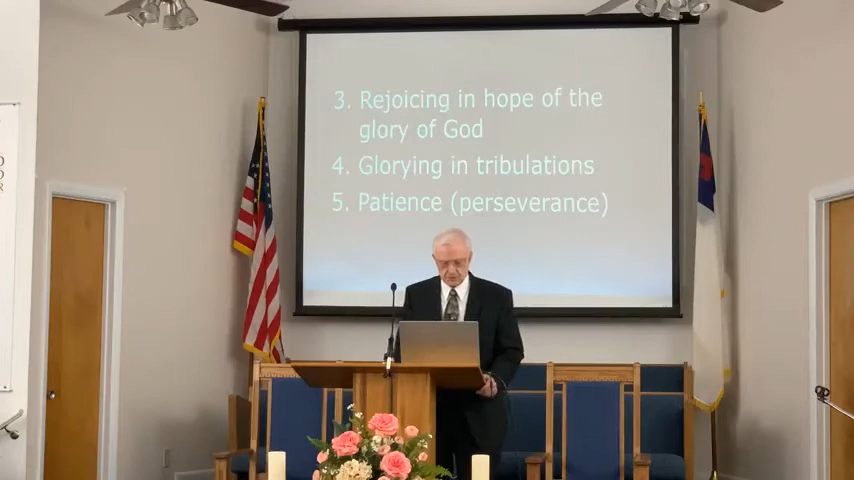 3. Rejoicing in hope of the
glory of God
4. Glorying in tribulations
5. Patience (perseverance)